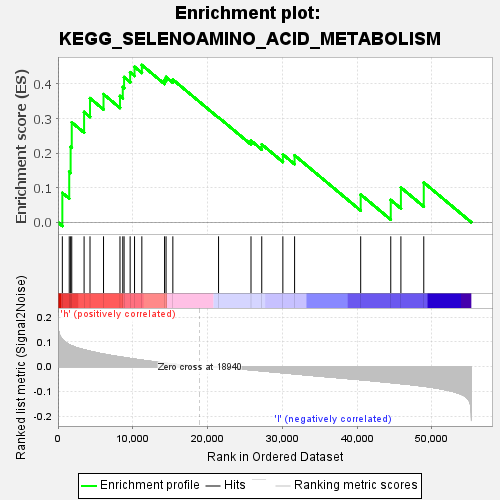 Enrichment plot:
KEGG_SELENOAMINO_ACID_METABOLISM
Enrichment score (ES)
0.4
0.3
0.2
0.1
0.0
'h' (positively correlated)
Ranked list metric (Signal2Noise)
0.2
0.1
0.0
-0.1
-0.2
Zero cross at 18940
'l' (negatively correlated)
0 10,000 20,000 30,000 40,000 50,000
Rank in Ordered Dataset
Enrichment profile Hits Ranking metric scores